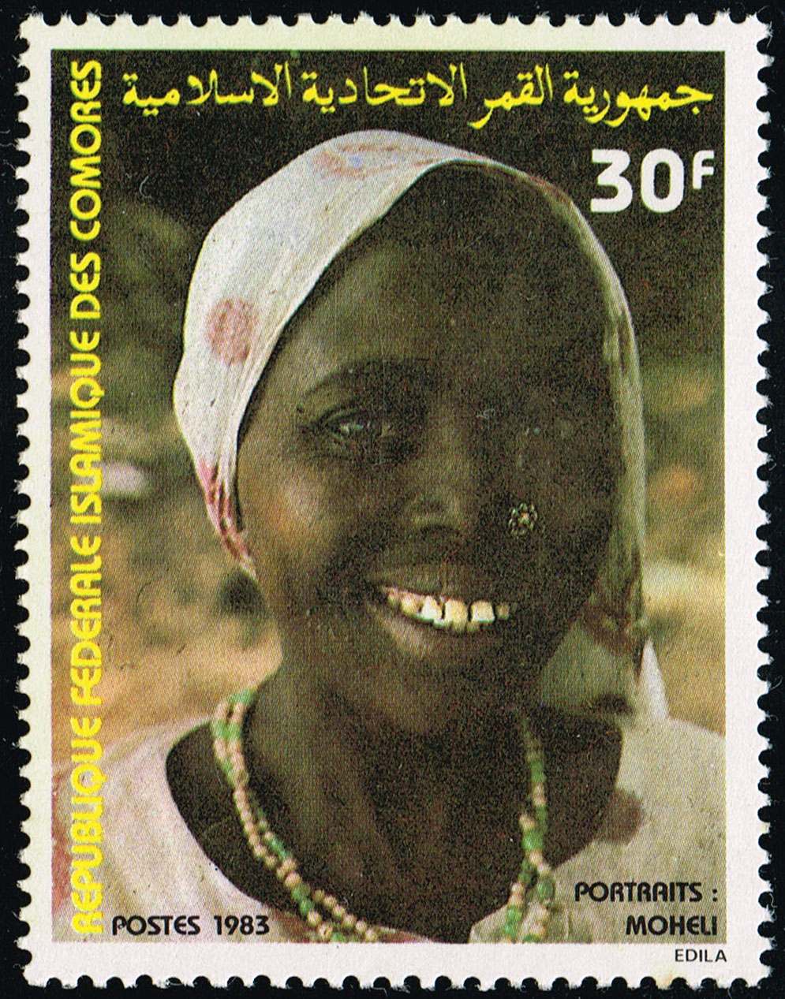 جمهورية القمر الاتحادية الاسلامية
30F
REPUBLIQUE FEDERALE ISLAMIQUE DES COMORES
POSTES 1983
PORTRAITS :
MOHELI
EDILA